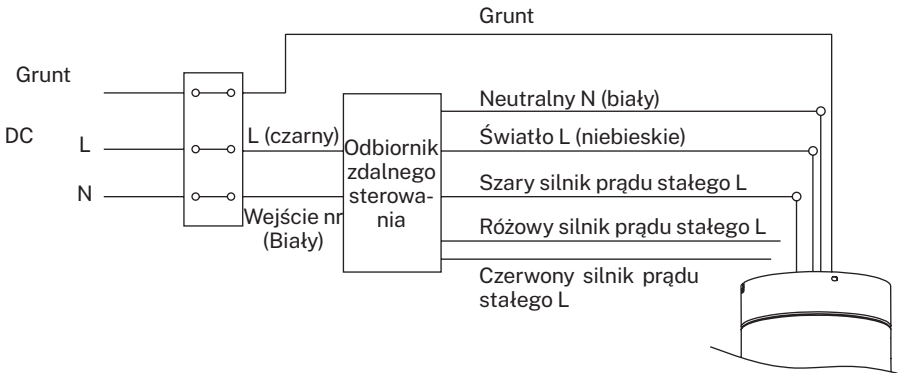 Grunt
Grunt
DC
L
N
L (czarny)
Wejście nr
(Biały)
Odbiornik
zdalnego
sterowa-
nia
Neutralny N (biały)
Światło L (niebieskie)
Szary silnik prądu stałego L
Różowy silnik prądu stałego L
Czerwony silnik prądu
stałego L